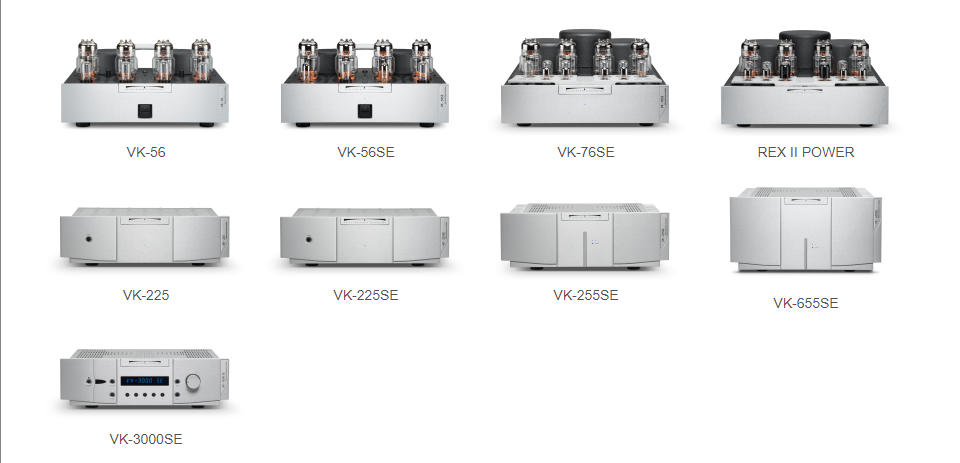 VK-56
VK-56SE
VK-76SE
REX II POWER
VK-225
VK-225SE
VK-255SE
VK-655SE
VK-3000SE